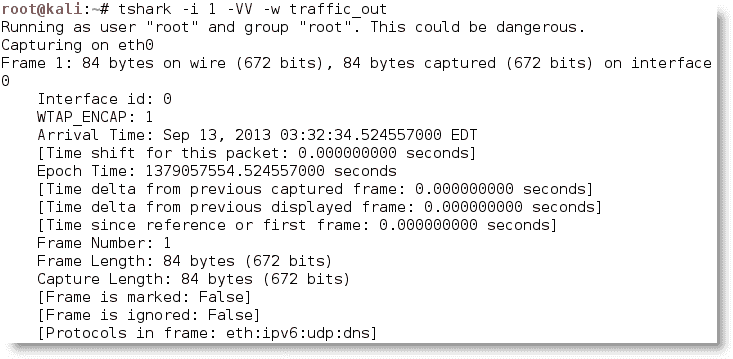 root@kali:~# tshark -i 1 -VV -w traffic_out
Running as user "root" and group "root". This could be dangerous.
Capturing on eth0
Frame 1: 84 bytes on wire (672 bits), 84 bytes captured (672 bits) on interface
0
Interface id: 0
WTAP_ENCAP: 1
Arrival Time: Sep 13, 2013 03:32:34.524557000 EDT
[Time shift for this packet: 0.000000000 seconds]
Epoch Time: 1379057554.524557000 seconds
[Time delta from previous captured frame: 0.000000000 seconds]
[Time delta from previous displayed frame: 0.000000000 seconds]
[Time since reference or first frame: 0.000000000 seconds]
Frame Number: 1
Frame Length: 84 bytes (672 bits)
Capture Length: 84 bytes (672 bits)
[Frame is marked: False]
[Frame is ignored: False]
[Protocols in frame: eth:ipv6:udp:dns]